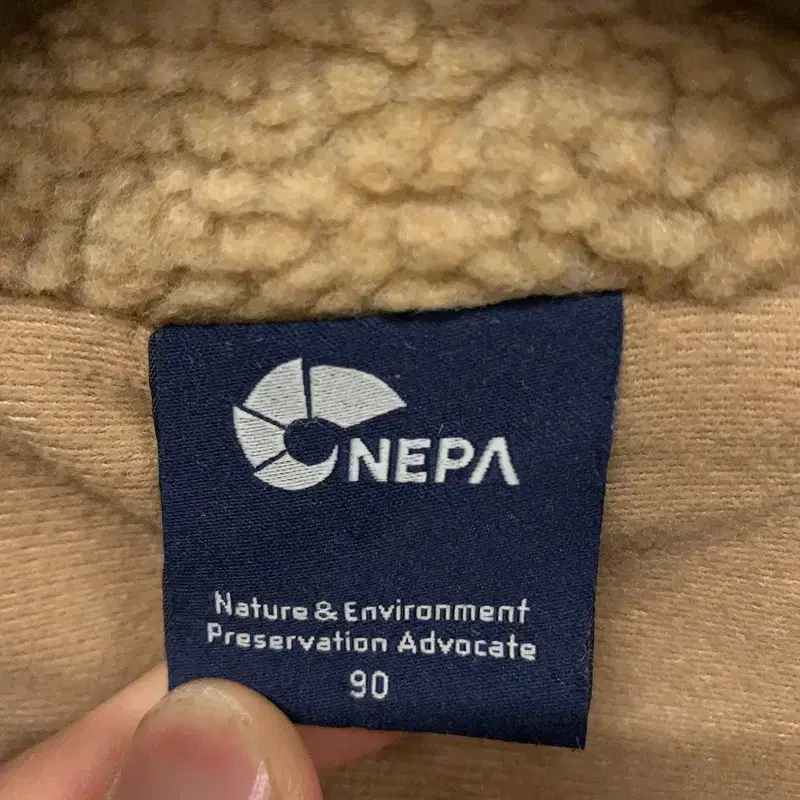 NEPA
Nature & Environment
Preservation Advocate
90